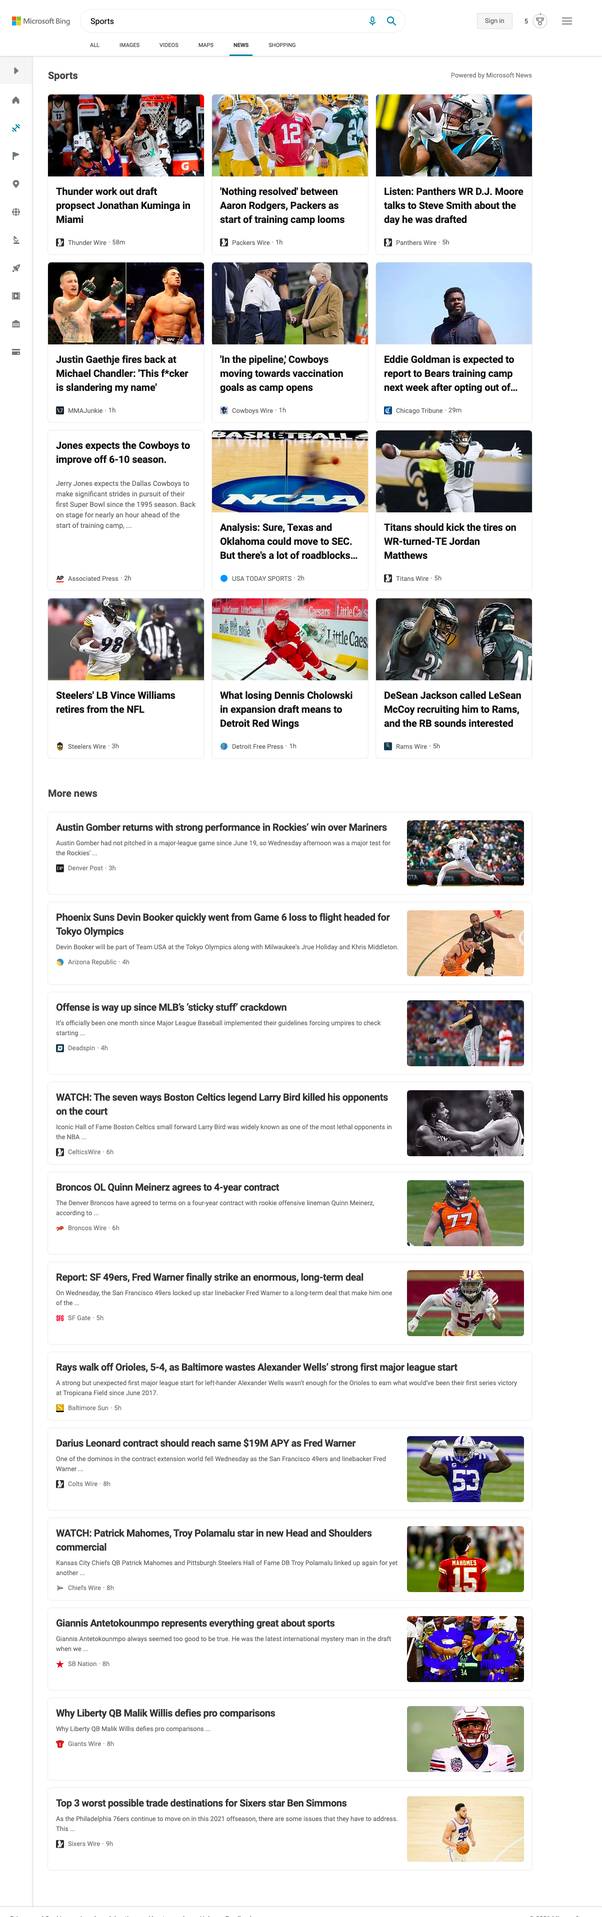 Microsoft Bing
Sports
Sign in
5
ALL IMAGES VIDEOS MAPS NEWS SHOPPING
Sports
Powered by Microsoft News
Thunder work out draft
propsect Jonathan Kuminga in
Miami
Thunder Wire · 58m
'Nothing resolved' between
Aaron Rodgers, Packers as
start of training camp looms
Packers Wire · 1h
Listen: Panthers WR D.J. Moore
talks to Steve Smith about the
day he was drafted
Panthers Wire · 5h
Justin Gaethje fires back at
Michael Chandler: 'This f*cker
is slandering my name'
MMAJunkie · 1h
'In the pipeline,' Cowboys
moving towards vaccination
goals as camp opens
Cowboys Wire · 1h
Eddie Goldman is expected to
report to Bears training camp
next week after opting out of...
Chicago Tribune · 29m
Jones expects the Cowboys to
improve off 6-10 season.
Jerry Jones expects the Dallas Cowboys to
make significant strides in pursuit of their
first Super Bowl since the 1995 season. Back
on stage for nearly an hour ahead of the
start of training camp, ...
AP Associated Press · 2h
BASKETBALL
NCAA
Analysis: Sure, Texas and
Oklahoma could move to SEC.
But there's a lot of roadblocks...
USA TODAY SPORTS · 2h
80
Titans should kick the tires on
WR-turned-TE Jordan
Matthews
Titans Wire · 5h
98
Steelers' LB Vince Williams
retires from the NFL
Steelers Wire · 3h
Little Caesars
What losing Dennis Cholowski
in expansion draft means to
Detroit Red Wings
Detroit Free Press · 1h
DeSean Jackson called LeSean
McCoy recruiting him to Rams,
and the RB sounds interested
Rams Wire · 5h
More news
Austin Gomber returns with strong performance in Rockies' win over Mariners
Austin Gomber had not pitched in a major-league game since June 19, so Wednesday afternoon was a major test for
the Rockies' ...
Denver Post · 3h
Phoenix Suns Devin Booker quickly went from Game 6 loss to flight headed for
Tokyo Olympics
Devin Booker will be part of Team USA at the Tokyo Olympics along with Milwaukee's Jrue Holiday and Khris Middleton.
Arizona Republic · 4h
Offense is way up since MLB's 'sticky stuff' crackdown
It's officially been one month since Major League Baseball implemented their guidelines forcing umpires to check
starting ...
Deadspin · 4h
WATCH: The seven ways Boston Celtics legend Larry Bird killed his opponents
on the court
Iconic Hall of Fame Boston Celtics small forward Larry Bird was widely known as one of the most lethal opponents in
the NBA ...
CelticsWire · 6h
Broncos OL Quinn Meinerz agrees to 4-year contract
The Denver Broncos have agreed to terms on a four-year contract with rookie offensive lineman Quinn Meinerz,
according to ...
Broncos Wire · 6h
77
Report: SF 49ers, Fred Warner finally strike an enormous, long-term deal
On Wednesday, the San Francisco 49ers locked up star linebacker Fred Warner to a long-term deal that make him one
of the ...
SF Gate · 5h
54
Rays walk off Orioles, 5-4, as Baltimore wastes Alexander Wells' strong first major league start
A strong but unexpected first major league start for left-hander Alexander Wells wasn't enough for the Orioles to earn what would've been their first series victory
at Tropicana Field since June 2017.
Baltimore Sun · 5h
Darius Leonard contract should reach same $19M APY as Fred Warner
One of the dominos in the contract extension world fell Wednesday as the San Francisco 49ers and linebacker Fred
Warner ...
Colts Wire · 8h
53
WATCH: Patrick Mahomes, Troy Polamalu star in new Head and Shoulders
commercial
Kansas City Chiefs QB Patrick Mahomes and Pittsburgh Steelers Hall of Fame DB Troy Polamalu linked up again for yet
another ...
Chiefs Wire · 8h
MAHOMES
15
Giannis Antetokounmpo represents everything great about sports
Giannis Antetokounmpo always seemed too good to be true. He was the latest international mystery man in the draft
when we ...
SB Nation · 8h
34
Why Liberty QB Malik Willis defies pro comparisons
Why Liberty QB Malik Willis defies pro comparisons ...
Giants Wire · 8h
Top 3 worst possible trade destinations for Sixers star Ben Simmons
As the Philadelphia 76ers continue to move on in this 2021 offseason, there are some issues that they have to address.
This ...
Sixers Wire · 9h